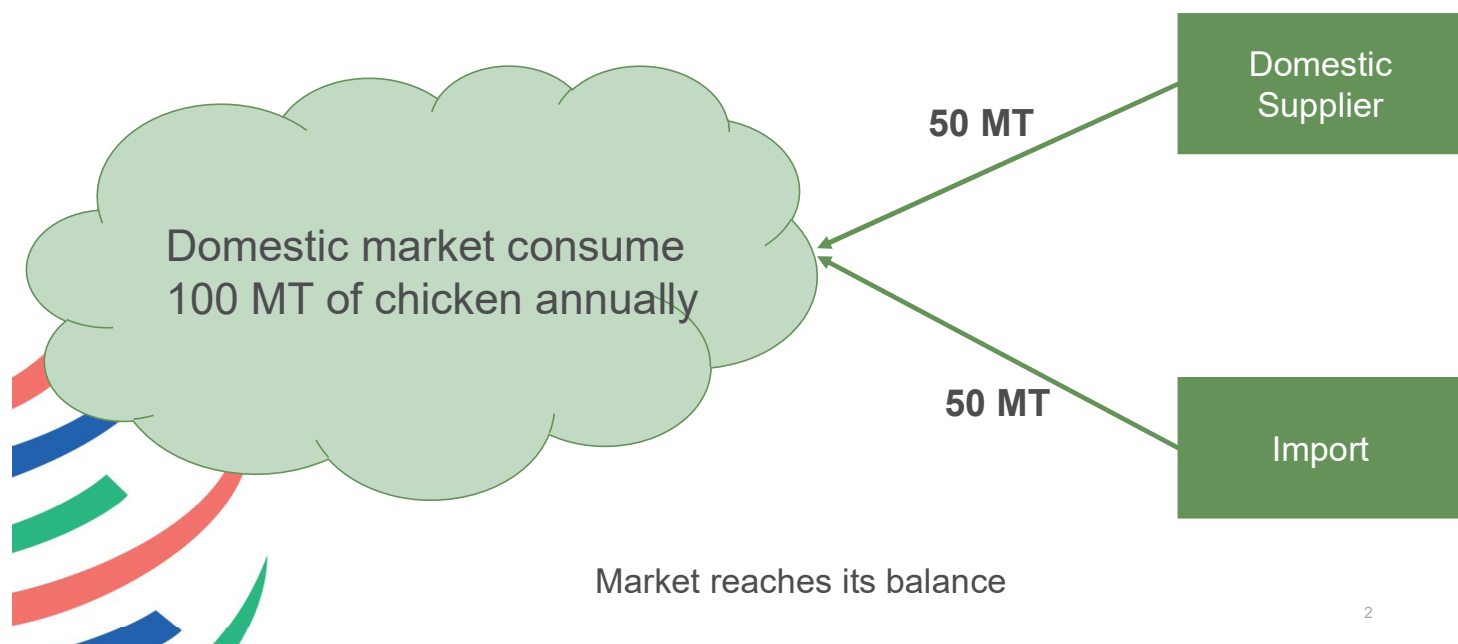 Domestic
Supplier
50 MT
Domestic market consume
100 MT of chicken annually
50 MT
Import
Market reaches its balance
2